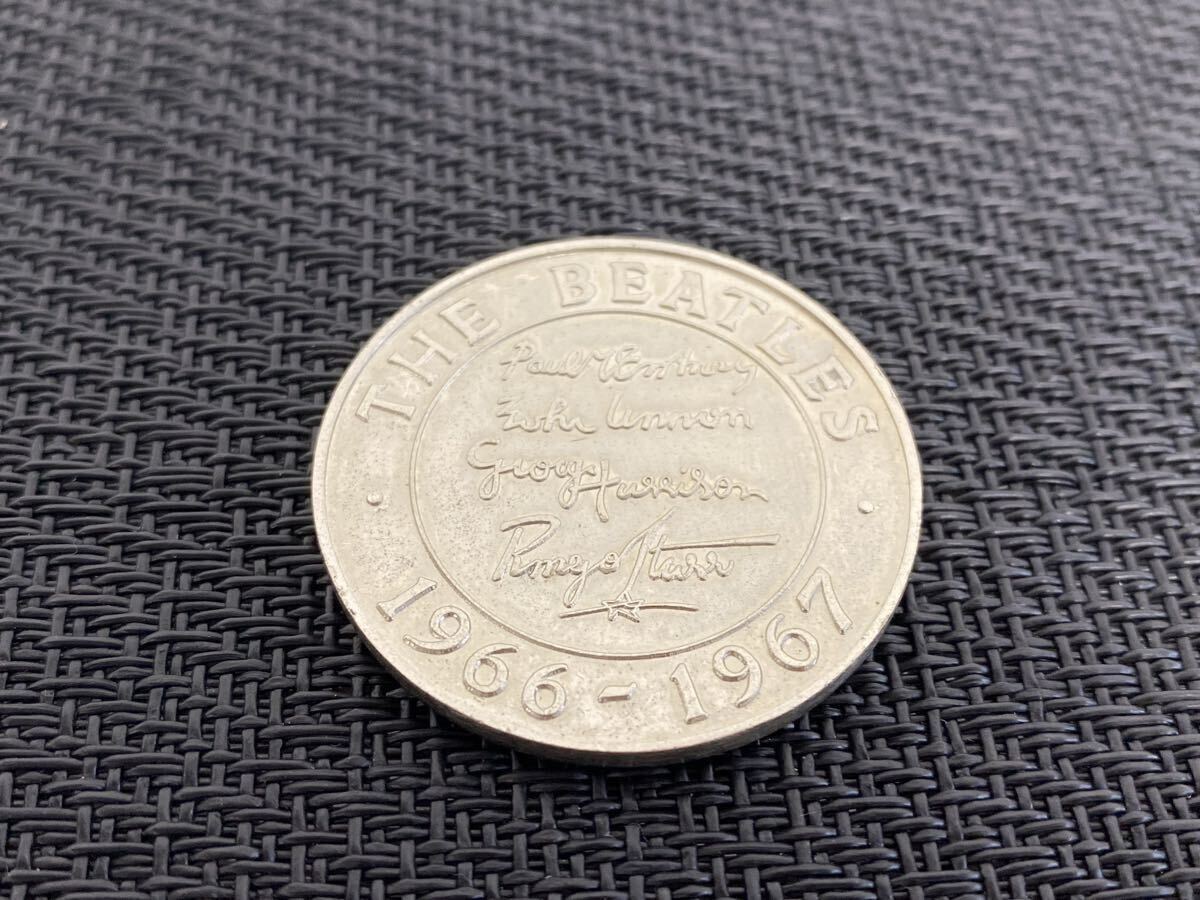 THE BEATLES
Paul McCartney
John Lennon
George Harrison
Ringo Starr
1966-1967